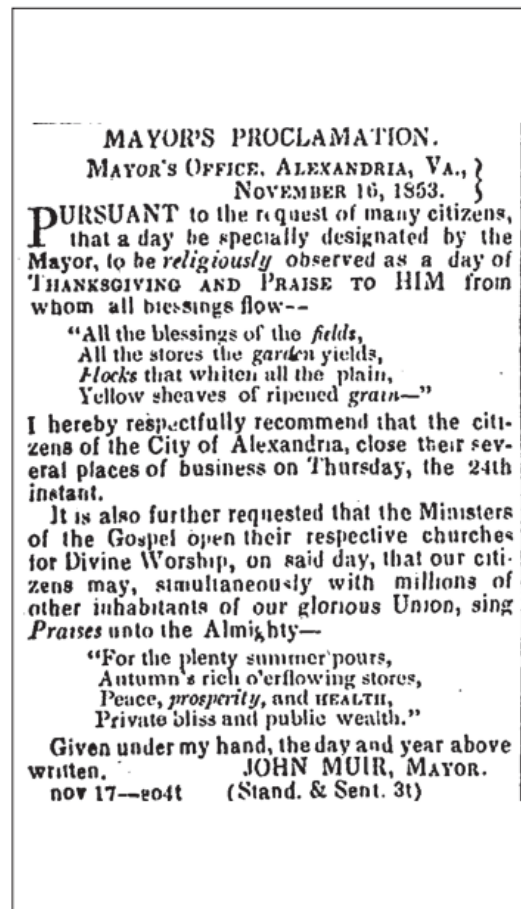 MAYOR'S PROCLAMATION.
MAYOR'S OFFICE, ALEXANDRIA, VA., }
NOVEMBER 16, 1853. }
PURSUANT to the request of many citizens,
that a day be specially designated by the
Mayor, to be religiously observed as a day of
THANKSGIVING AND PRAISE TO HIM from
whom all blessings flow--
"All the blessings of the fields,
All the stores the garden yields,
Flocks that whiten all the plain,
Yellow sheaves of ripened grain—"
I hereby respectfully recommend that the citi-
zens of the City of Alexandria, close their sev-
eral places of business on Thursday, the 24th
instant.
It is also further requested that the Ministers
of the Gospel open their respective churches
for Divine Worship, on said day, that our citi-
zens may, simultaneously with millions of
other inhabitants of our glorious Union, sing
Praises unto the Almighty—
"For the plenty summer pours,
Autumn's rich o'erflowing stores,
Peace, prosperity, and HEALTH,
Private bliss and public wealth."
Given under my hand, the day and year above
written. JOHN MUIR, MAYOR.
nov 17—eo4t (Stand. & Sent. 3t)